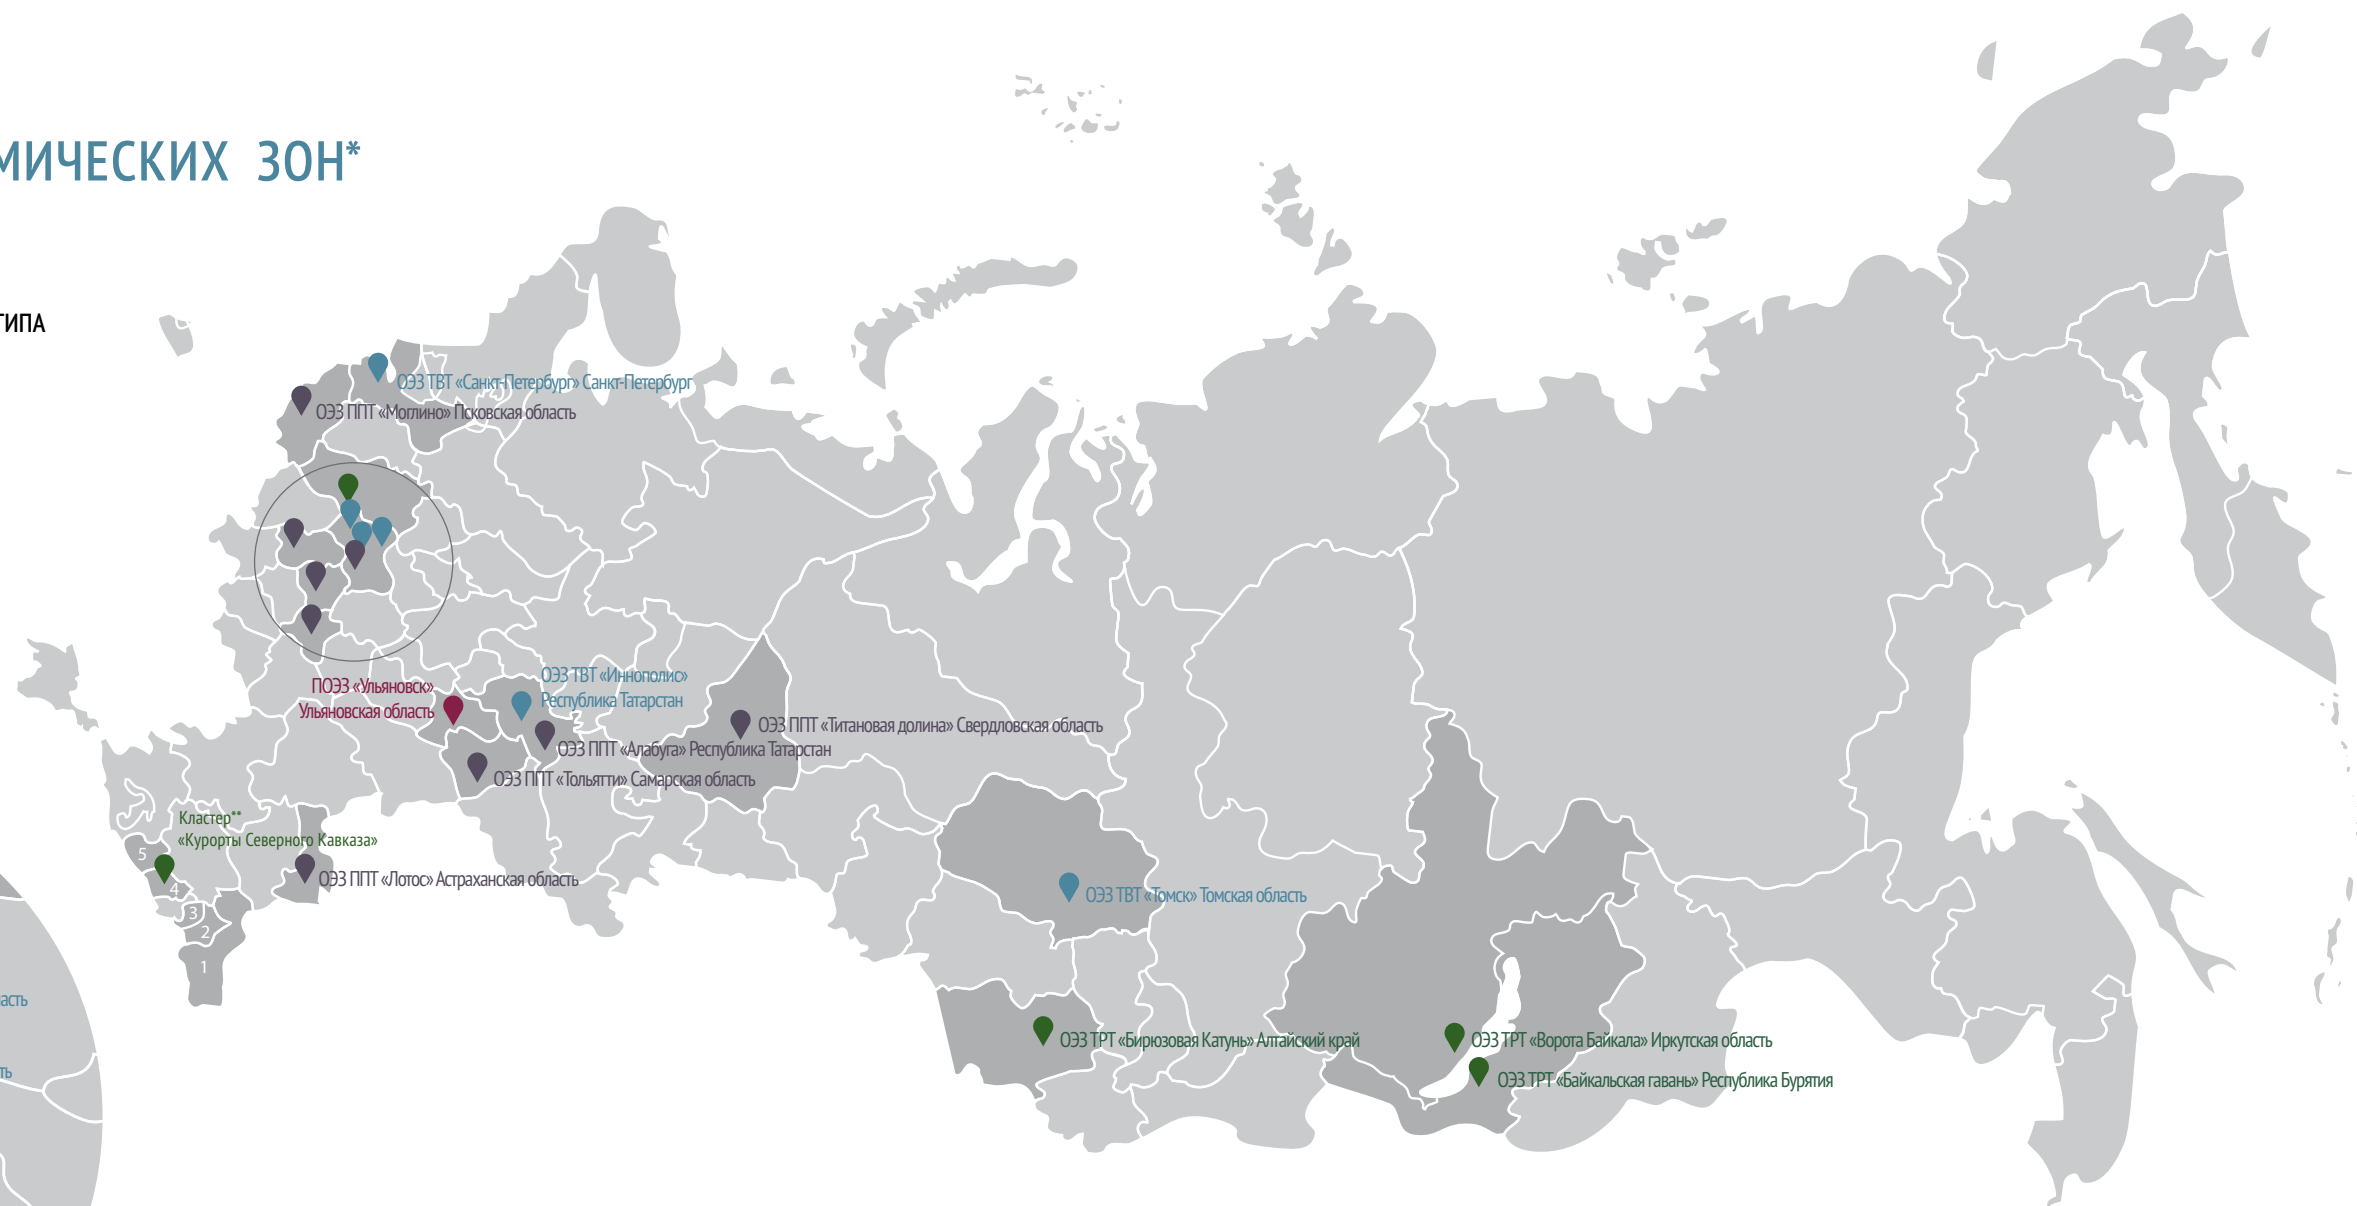 МИЧЕСКИХ ЗОН*
ТИПА
ОЭЗ ТВТ «Санкт-Петербург» Санкт-Петербург
ОЭЗ ППТ «Моглино» Псковская область
ОЭЗ ТВТ «Иннополис»
Республика Татарстан
ПОЭЗ «Ульяновск»
Ульяновская область
ОЭЗ ППТ «Титановая долина» Свердловская область
ОЭЗ ППТ «Алабуга» Республика Татарстан
ОЭЗ ППТ «Тольятти» Самарская область
Кластер**
«Курорты Северного Кавказа»
5
4
3
2
1
ОЭЗ ППТ «Лотос» Астраханская область
ОЭЗ ТВТ «Томск» Томская область
асть
ть
ОЭЗ ТРТ «Бирюзовая Катунь» Алтайский край
ОЭЗ ТРТ «Ворота Байкала» Иркутская область
ОЭЗ ТРТ «Байкальская гавань» Республика Бурятия